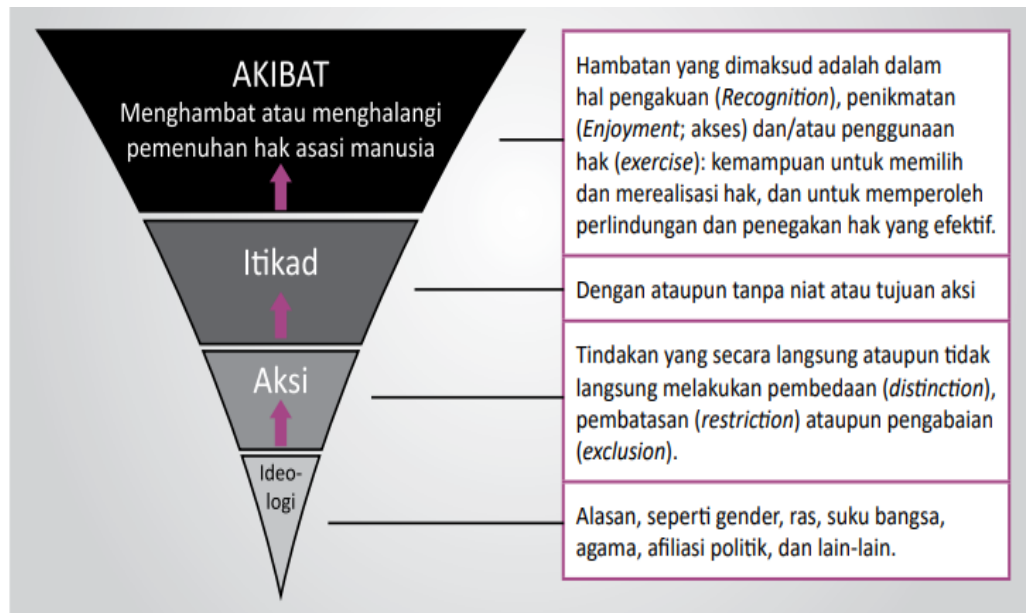 AKIBAT
Menghambat atau menghalangi
pemenuhan hak asasi manusia
Hambatan yang dimaksud adalah dalam
hal pengakuan (Recognition), penikmatan
(Enjoyment; akses) dan/atau penggunaan
hak (exercise): kemampuan untuk memilih
dan merealisasi hak, dan untuk memperoleh
perlindungan dan penegakan hak yang efektif.
Itikad
Dengan ataupun tanpa niat atau tujuan aksi
Aksi
Tindakan yang secara langsung ataupun tidak
langsung melakukan pembedaan (distinction),
pembatasan (restriction) ataupun pengabaian
(exclusion).
Ideo-
logi
Alasan, seperti gender, ras, suku bangsa,
agama, afiliasi politik, dan lain-lain.